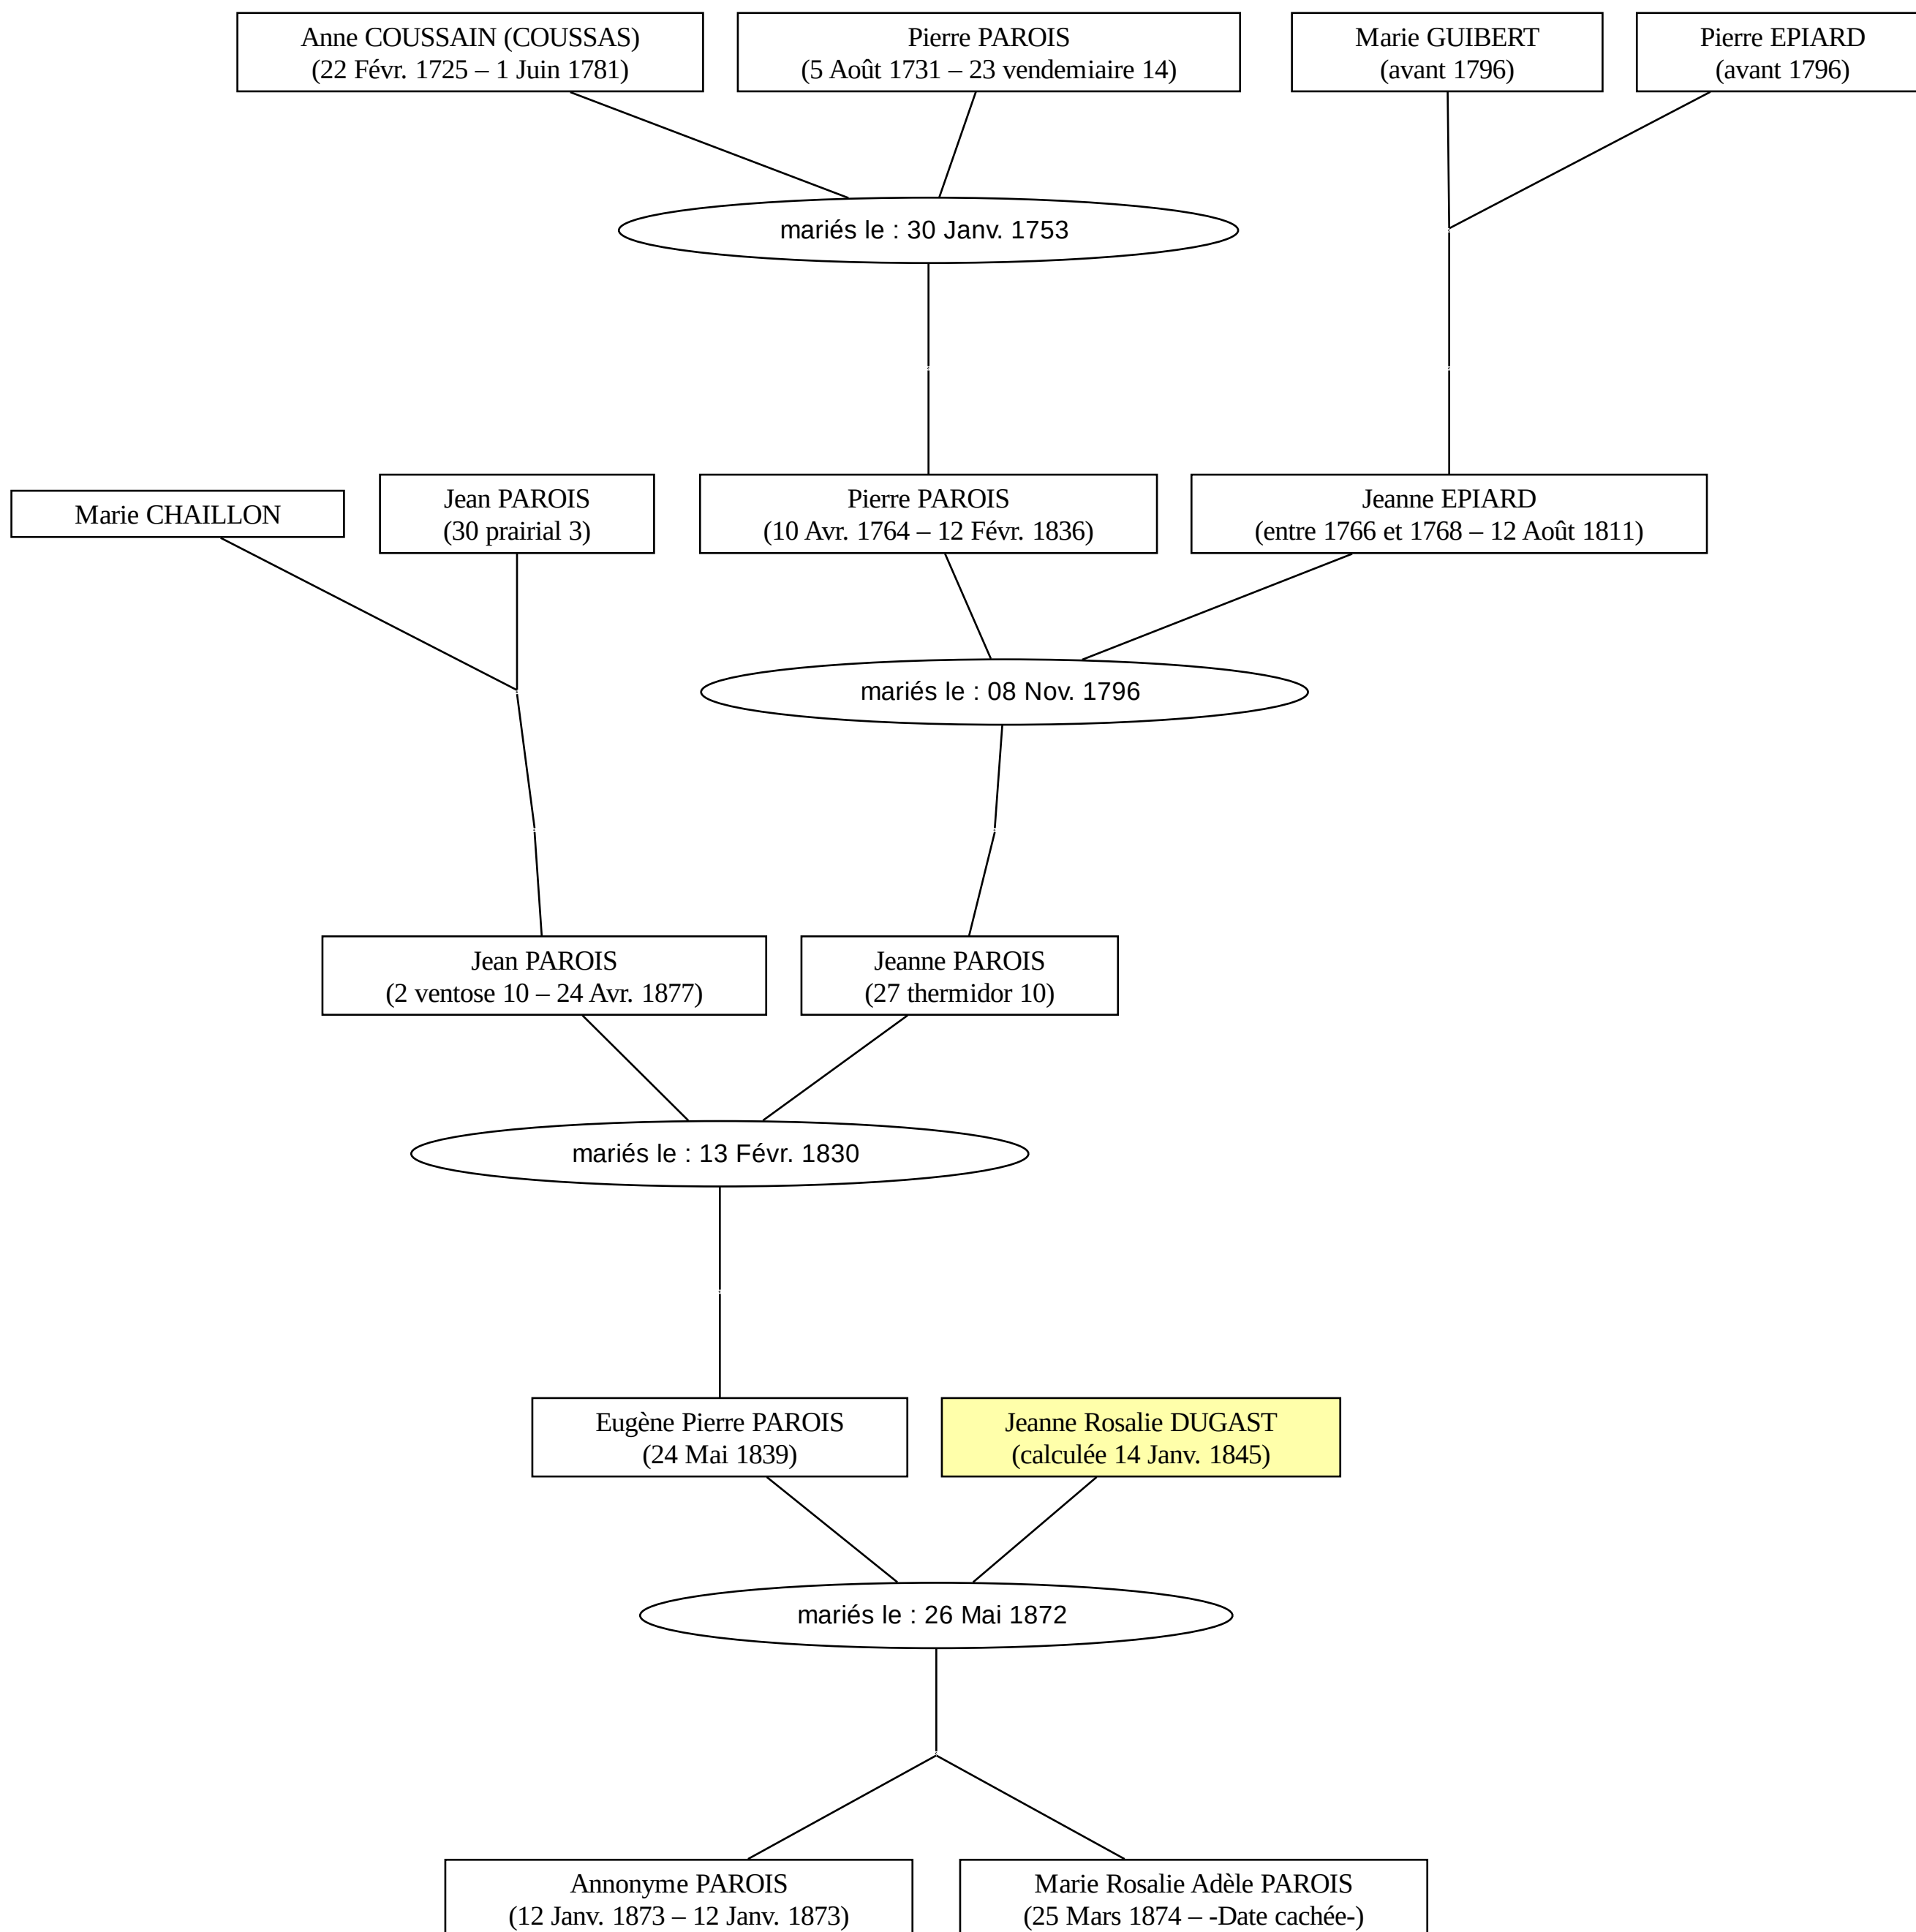 Anne COUSSAIN (COUSSAS)
(22 Févr. 1725 – 1 Juin 1781)
Pierre PAROIS
(5 Août 1731 – 23 vendemiaire 14)
Marie GUIBERT
(avant 1796)
Pierre EPIARD
(avant 1796)
mariés le : 30 Janv. 1753
Marie CHAILLON
Jean PAROIS
(30 prairial 3)
Pierre PAROIS
(10 Avr. 1764 – 12 Févr. 1836)
Jeanne EPIARD
(entre 1766 et 1768 – 12 Août 1811)
mariés le : 08 Nov. 1796
Jean PAROIS
(2 ventose 10 – 24 Avr. 1877)
Jeanne PAROIS
(27 thermidor 10)
mariés le : 13 Févr. 1830
Eugène Pierre PAROIS
(24 Mai 1839)
Jeanne Rosalie DUGAST
(calculée 14 Janv. 1845)
mariés le : 26 Mai 1872
Annonyme PAROIS
(12 Janv. 1873 – 12 Janv. 1873)
Marie Rosalie Adèle PAROIS
(25 Mars 1874 – -Date cachée-)